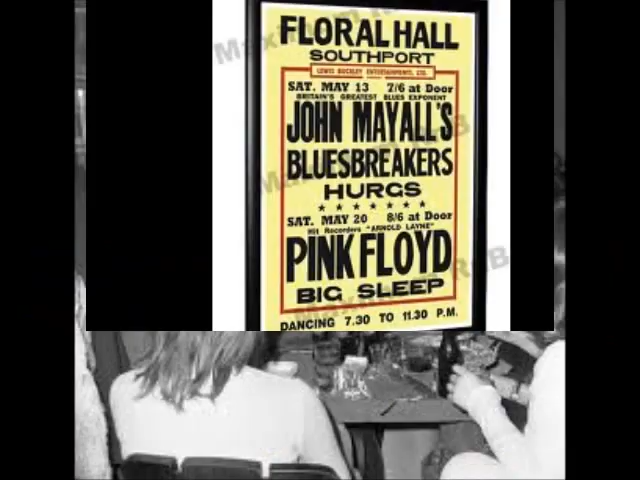 FLORAL HALL
SOUTHPORT
LEWIS BUCKLEY ENTERTAINMENTS, LTD.
SAT. MAY 13 7/6 at Door
BRITAIN'S GREATEST BLUES EXPONENT
JOHN MAYALL'S
BLUESBREAKERS
HURGS
SAT. MAY 20 8/6 at Door
Hit Recorders "ARNOLD LAYNE"
PINK FLOYD
BIG SLEEP
DANCING 7.30 TO 11.30 P.M.
Maximum RnB